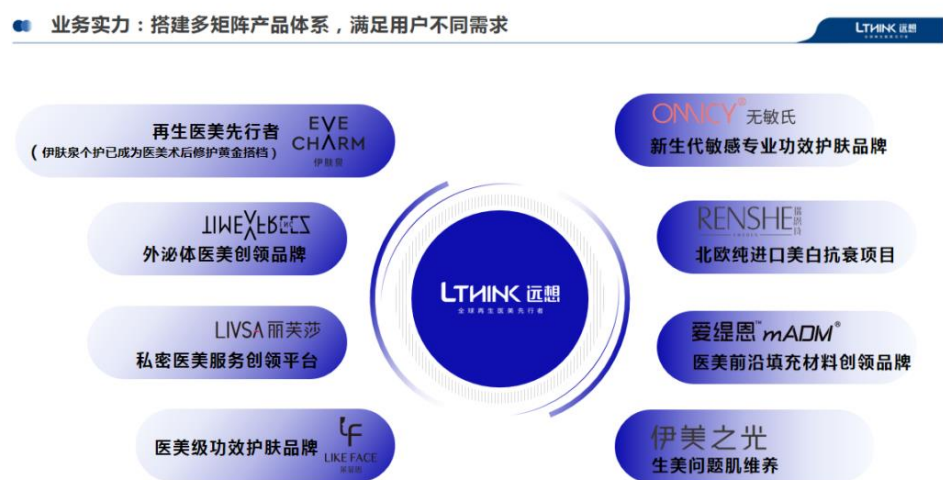 业务实力：搭建多矩阵产品体系，满足用户不同需求
LTHINK 远想
再生医美先行者
（伊肤泉个护已成为医美术后修护黄金搭档）
EVE
CHARM
伊肤泉
外泌体医美创领品牌
LIVSA 丽芙莎
私密医美服务创领平台
医美级功效护肤品牌
LIKE FACE
LTHINK 远想
全球再生医美先行者
OMICY® 无敏氏
新生代敏感专业功效护肤品牌
RENSHE
北欧纯进口美白抗衰项目
爱缇恩™ mADM®
医美前沿填充材料创领品牌
伊美之光
生美问题肌维养